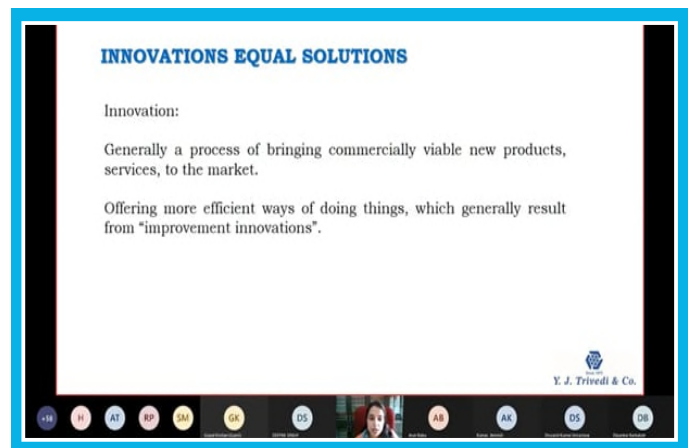 INNOVATIONS EQUAL SOLUTIONS
Innovation:
Generally a process of bringing commercially viable new products,
services, to the market.
Offering more efficient ways of doing things, which generally result
from “improvement innovations”.
Y. J. Trivedi & Co.
H AT RP SM GK DS AB AK DS DB